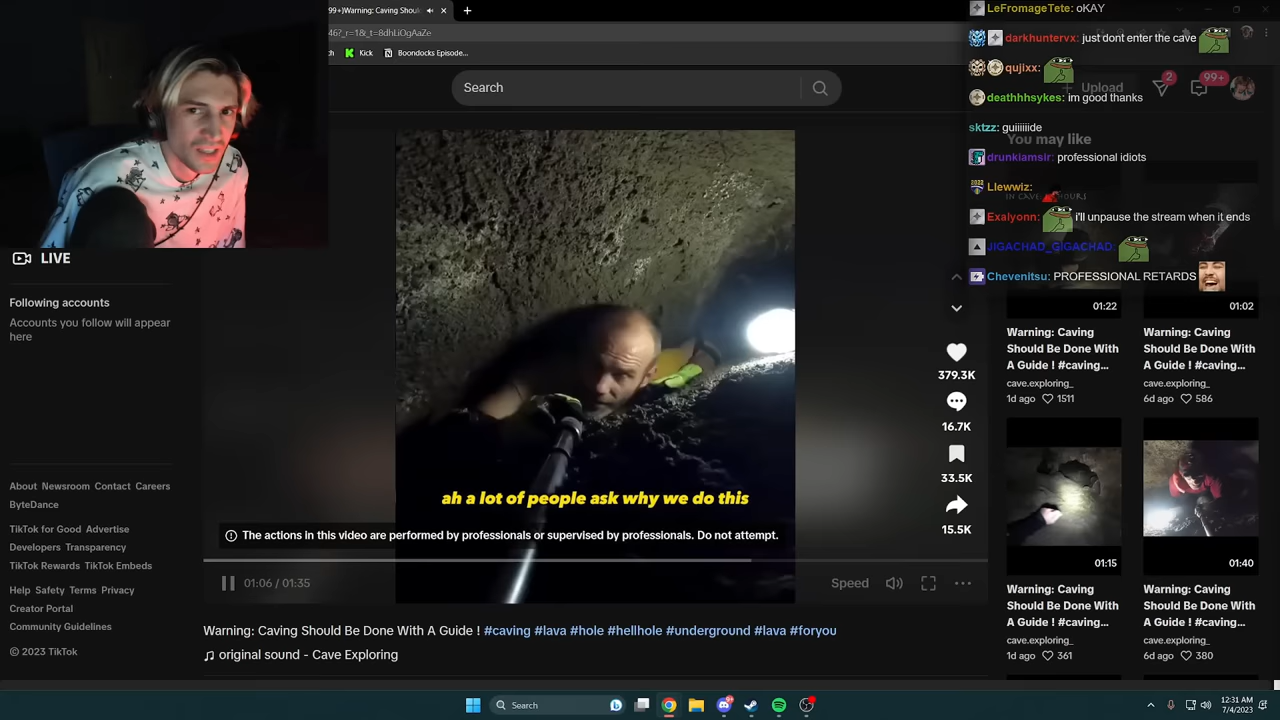 99+)Warning: Caving Shoul
46?_r=1&_t=8dhLiOgAaZe
Kick
Boondocks Episode...
LeFromageTete: oKAY
darkhuntervx: just dont enter the cave
qujixx:
deathhhsykes: im good thanks
sktzz: guiiiiiide
drunkiamsir: professional idiots
Llewwiz:
Exalyonn: i'll unpause the stream when it ends
JIGACHAD_GIGACHAD:
Chevenitsu: PROFESSIONAL RETARDS
Search
Upload
2
99+
You may like
LIVE
Following accounts
Accounts you follow will appear
here
About Newsroom Contact Careers
ByteDance
TikTok for Good Advertise
Developers Transparency
TikTok Rewards TikTok Embeds
Help Safety Terms Privacy
Creator Portal
Community Guidelines
© 2023 TikTok
ah a lot of people ask why we do this
The actions in this video are performed by professionals or supervised by professionals. Do not attempt.
01:06 / 01:35
Speed
379.3K
16.7K
33.5K
15.5K
Warning: Caving Should Be Done With A Guide ! #caving #lava #hole #hellhole #underground #lava #foryou
original sound - Cave Exploring
01:22
Warning: Caving
Should Be Done With
A Guide ! #caving...
cave.exploring_
1d ago 1511
01:02
Warning: Caving
Should Be Done With
A Guide ! #caving...
cave.exploring_
6d ago 586
01:15
Warning: Caving
Should Be Done With
A Guide ! #caving...
cave.exploring_
1d ago 361
01:40
Warning: Caving
Should Be Done With
A Guide ! #caving...
cave.exploring_
6d ago 380
Search
12:31 AM
7/4/2023